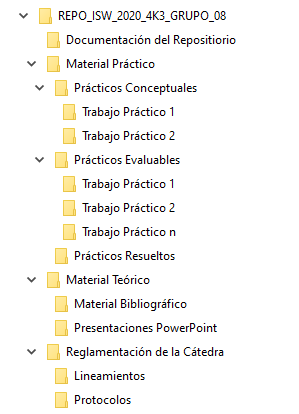 REPO_ISW_2020_4K3_GRUPO_08
Documentación del Repositiorio
Material Práctico
Prácticos Conceptuales
Trabajo Práctico 1
Trabajo Práctico 2
Prácticos Evaluables
Trabajo Práctico 1
Trabajo Práctico 2
Trabajo Práctico n
Prácticos Resueltos
Material Teórico
Material Bibliográfico
Presentaciones PowerPoint
Reglamentación de la Cátedra
Lineamientos
Protocolos